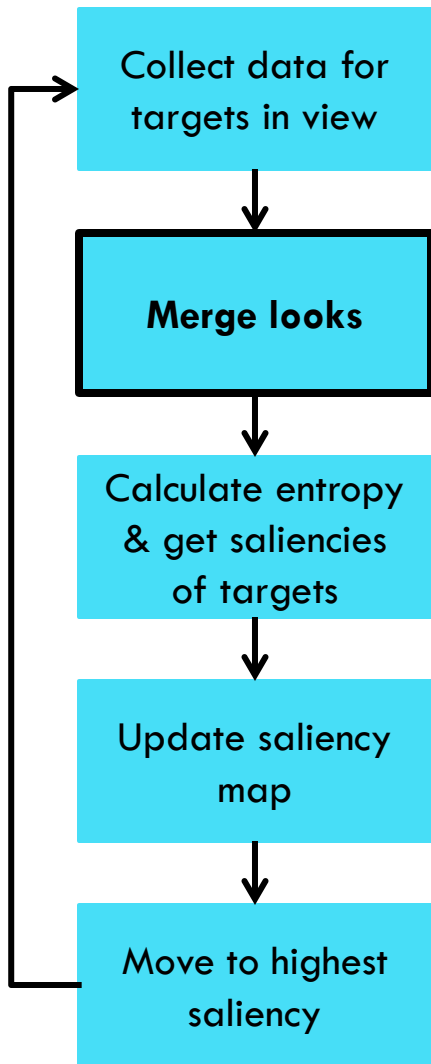 Collect data for
targets in view
Merge looks
Calculate entropy
& get saliencies
of targets
Update saliency
map
Move to highest
saliency